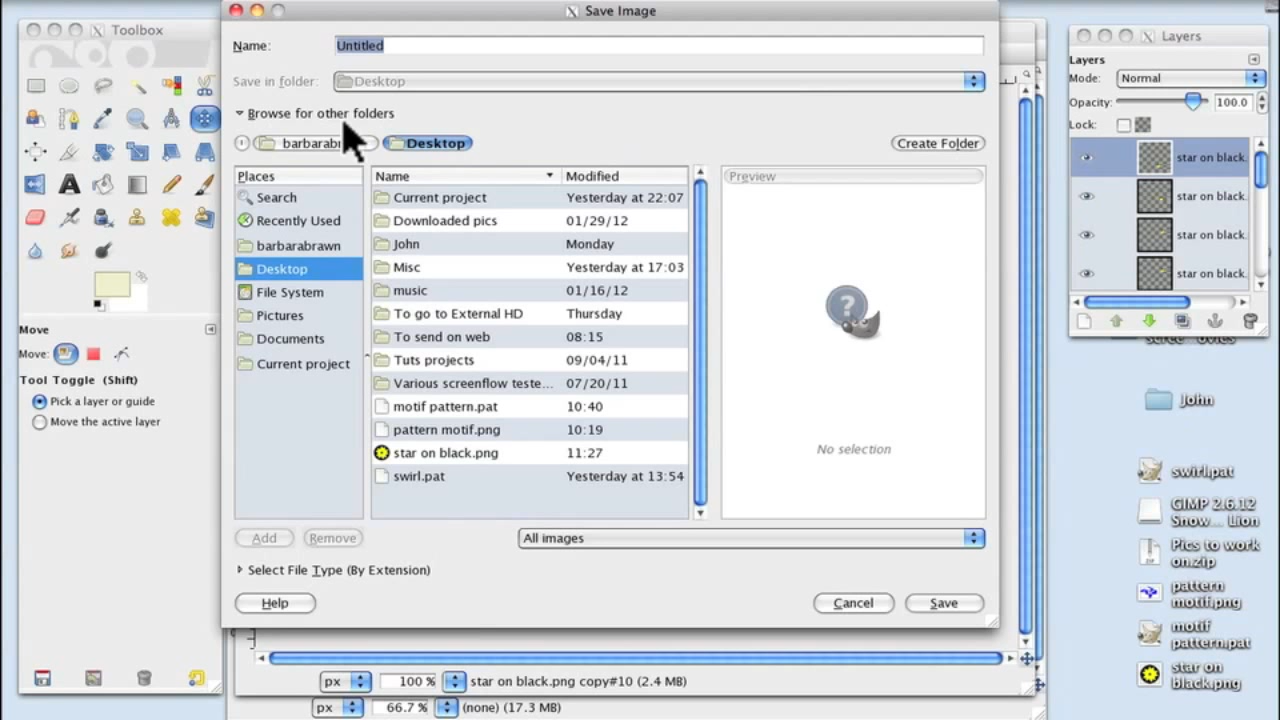 Save Image
Toolbox
Layers
Name:
Untitled
Save in folder:
Desktop
Browse for other folders
Desktop
Create Folder
Places
Search
Recently Used
barbarabrawn
Desktop
File System
Pictures
Documents
Current project
Name
Modified
Current project
Yesterday at 22:07
Downloaded pics
01/29/12
John
Monday
Misc
Yesterday at 17:03
music
01/16/12
To go to External HD
Thursday
To send on web
08:15
Tuts projects
09/04/11
Various screenflow teste...
07/20/11
motif pattern.pat
10:40
pattern motif.png
10:19
star on black.png
11:27
swirl.pat
Yesterday at 13:54
Preview
No selection
Add
Remove
All images
Select File Type (By Extension)
Help
Cancel
Save
Move
Move:
Tool Toggle (Shift)
Pick a layer or guide
Move the active layer
Layers
Mode:
Normal
Opacity:
100.0
Lock:
star on black.
star on black.
star on black.
star on black.
John
swirl.pat
GIMP 2.6.12
Snow... Lion
Pics to work
on.zip
pattern
motif.png
motif
pattern.pat
star on
black.png
px
100 %
star on black.png copy#10 (2.4 MB)
px
66.7 %
(none) (17.3 MB)